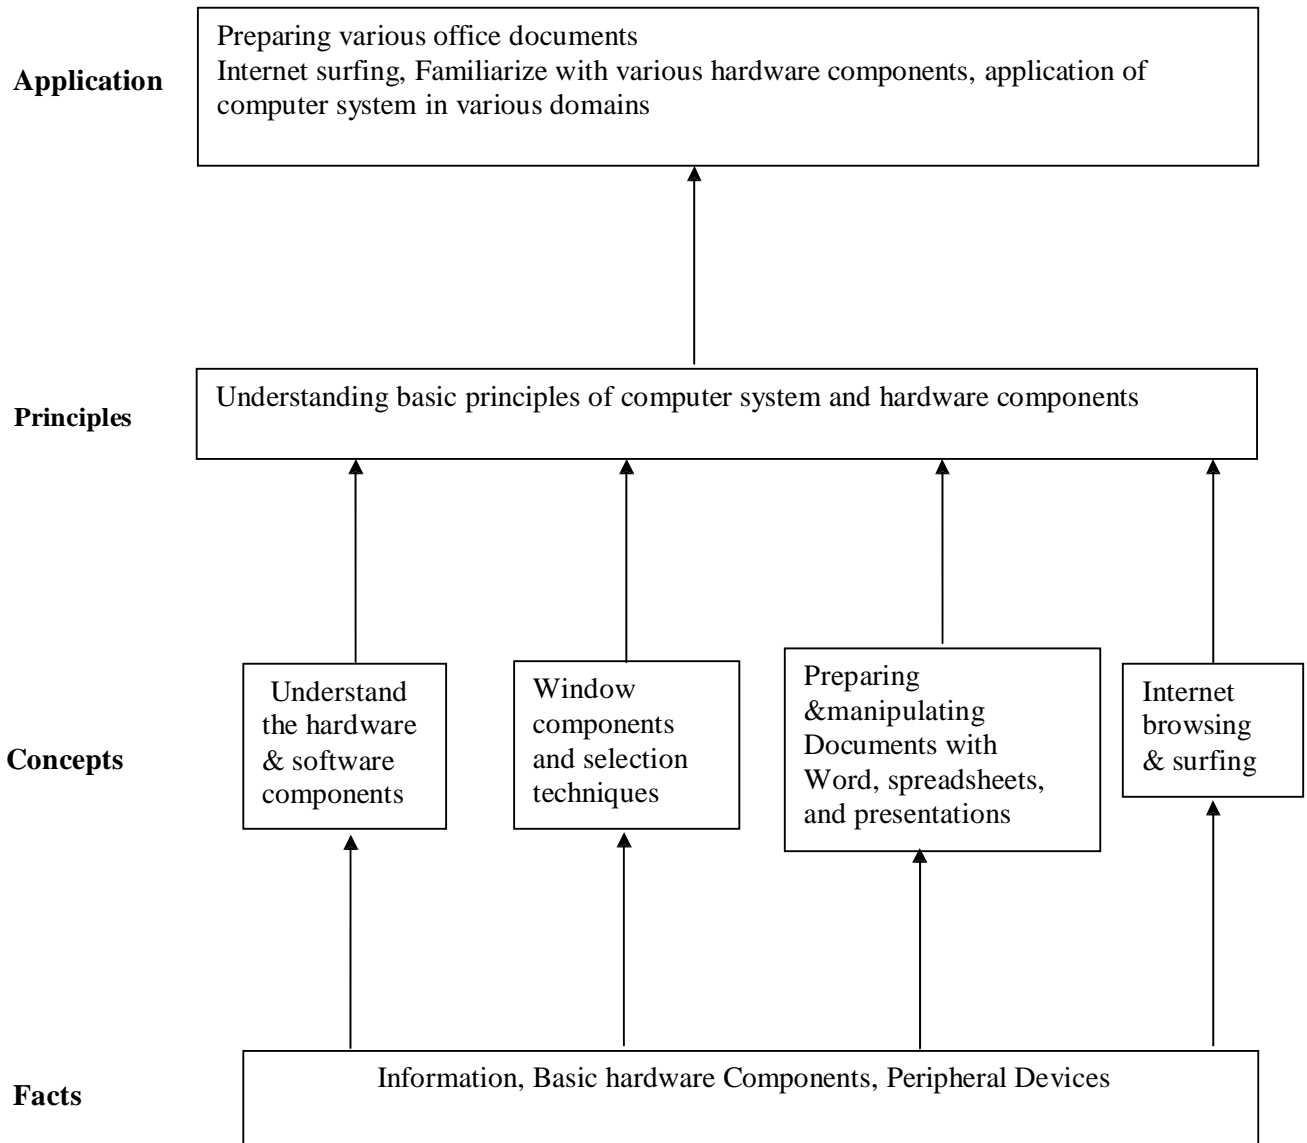 Application
Preparing various office documents
Internet surfing, Familiarize with various hardware components, application of
computer system in various domains
Principles
Understanding basic principles of computer system and hardware components
Concepts
Understand
the hardware
& software
components
Window
components
and selection
techniques
Preparing
&manipulating
Documents with
Word, spreadsheets,
and presentations
Internet
browsing
& surfing
Facts
Information, Basic hardware Components, Peripheral Devices